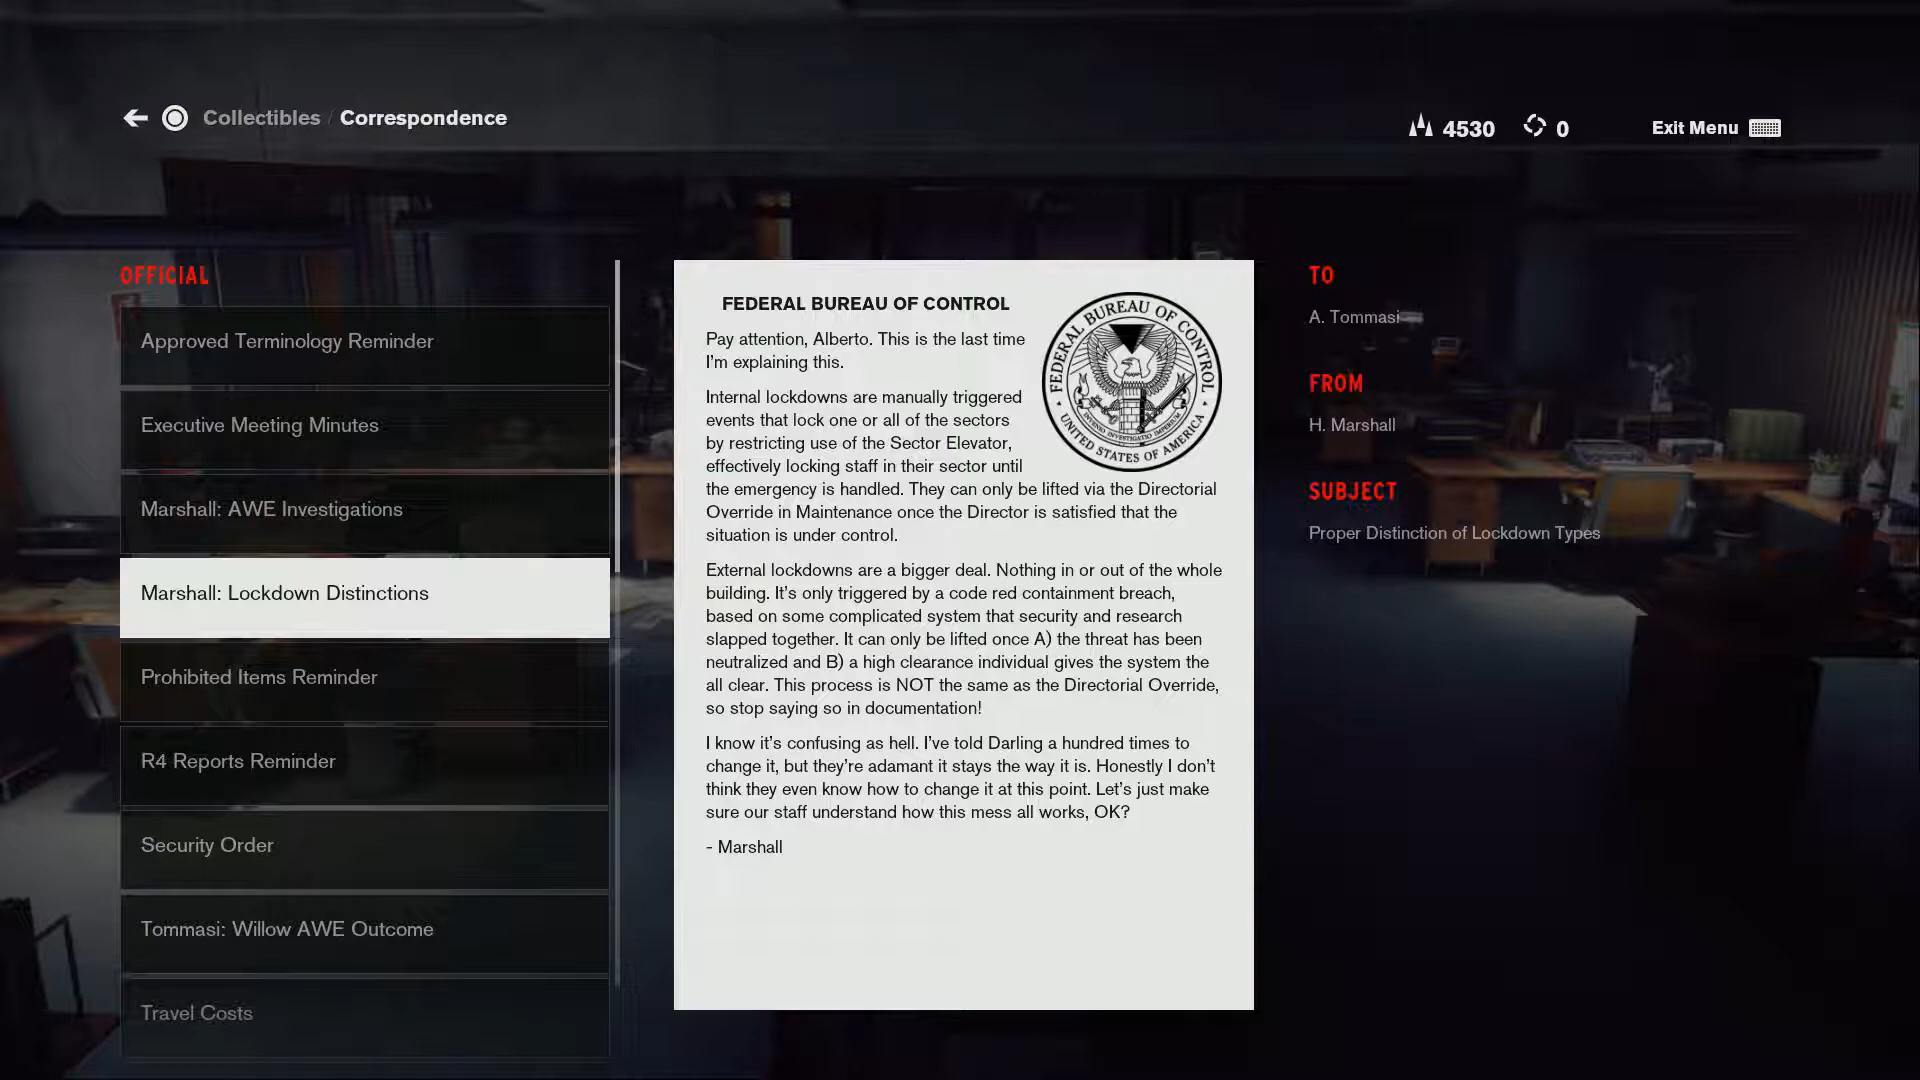 Collectibles / Correspondence
4530
0
Exit Menu
OFFICIAL
Approved Terminology Reminder
Executive Meeting Minutes
Marshall: AWE Investigations
Marshall: Lockdown Distinctions
Prohibited Items Reminder
R4 Reports Reminder
Security Order
Tommasi: Willow AWE Outcome
Travel Costs
FEDERAL BUREAU OF CONTROL
Pay attention, Alberto. This is the last time
I'm explaining this.
Internal lockdowns are manually triggered
events that lock one or all of the sectors
by restricting use of the Sector Elevator,
effectively locking staff in their sector until
the emergency is handled. They can only be lifted via the Directorial
Override in Maintenance once the Director is satisfied that the
situation is under control.
External lockdowns are a bigger deal. Nothing in or out of the whole
building. It's only triggered by a code red containment breach,
based on some complicated system that security and research
slapped together. It can only be lifted once A) the threat has been
neutralized and B) a high clearance individual gives the system the
all clear. This process is NOT the same as the Directorial Override,
so stop saying so in documentation!
I know it's confusing as hell. I've told Darling a hundred times to
change it, but they're adamant it stays the way it is. Honestly I don't
think they even know how to change it at this point. Let's just make
sure our staff understand how this mess all works, OK?
- Marshall
FEDERAL BUREAU OF CONTROL
UNITED STATES OF AMERICA
INVENIO INVESTIGATIO IMPERIUM
TO
A. Tommasi
FROM
H. Marshall
SUBJECT
Proper Distinction of Lockdown Types